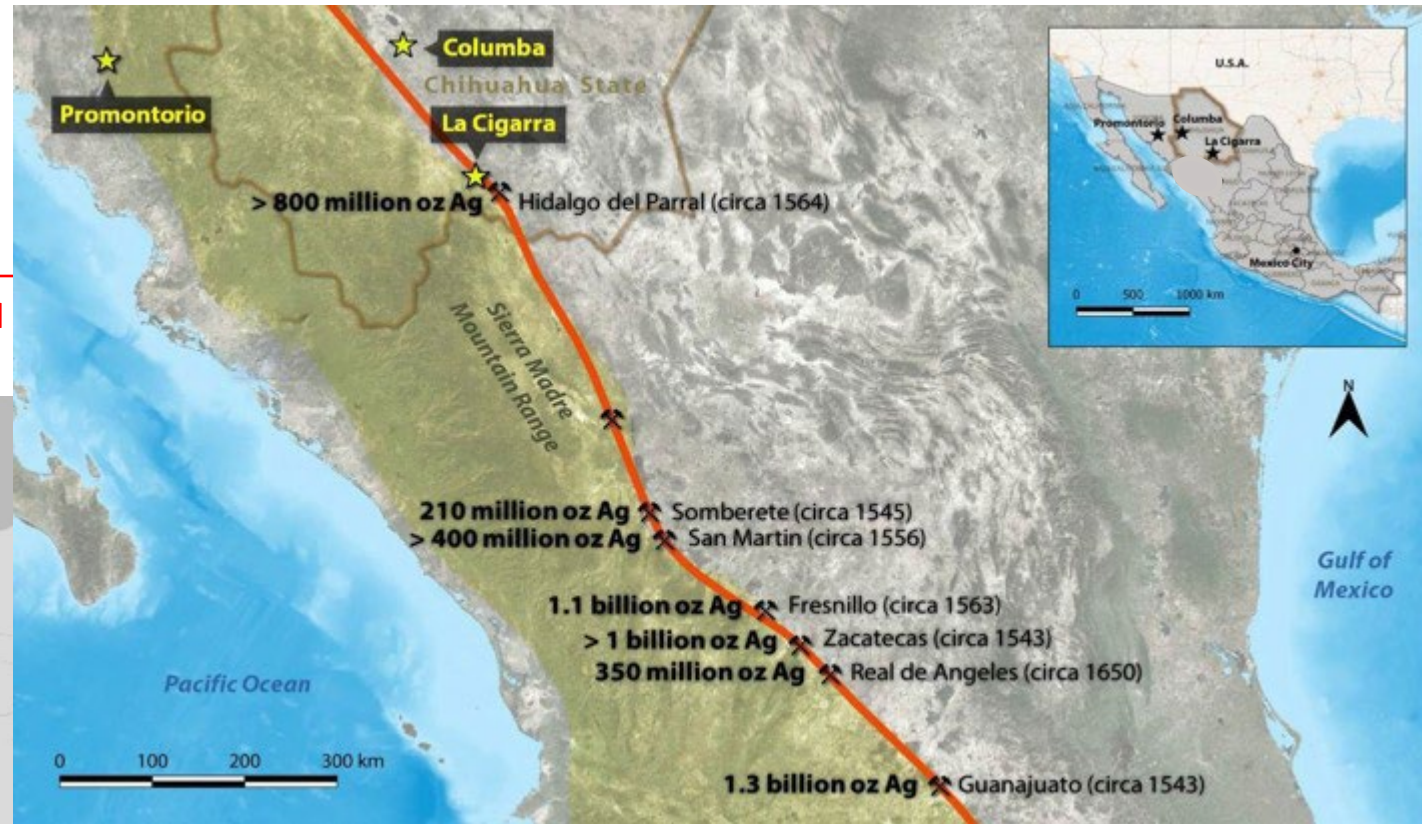 Columba
Chihuahua State
Promontorio
La Cigarra
> 800 million oz Ag Hidalgo del Parral (circa 1564)
Sierra Madre
Mountain Range
210 million oz Ag Somberete (circa 1545)
> 400 million oz Ag San Martin (circa 1556)
1.1 billion oz Ag Fresnillo (circa 1563)
> 1 billion oz Ag Zacatecas (circa 1543)
350 million oz Ag Real de Angeles (circa 1650)
1.3 billion oz Ag Guanajuato (circa 1543)
Pacific Ocean
0 100 200 300 km
Gulf of
Mexico
N
U.S.A.
Promontorio
Columba
La Cigarra
Mexico City
0 500 1000 km